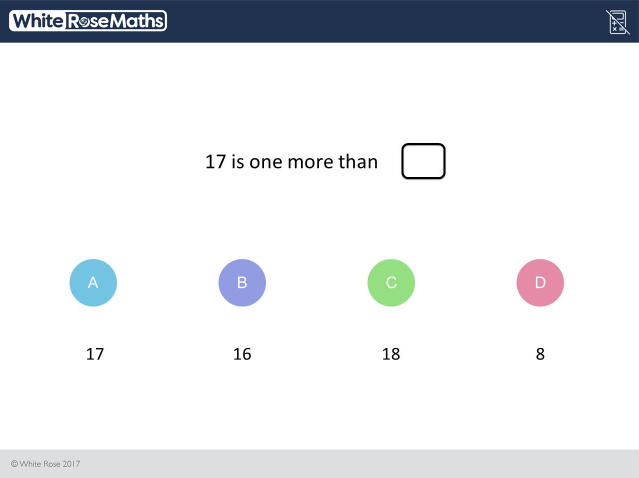 White Rose Maths
17 is one more than
A B C D
17 16 18 8
© White Rose 2017